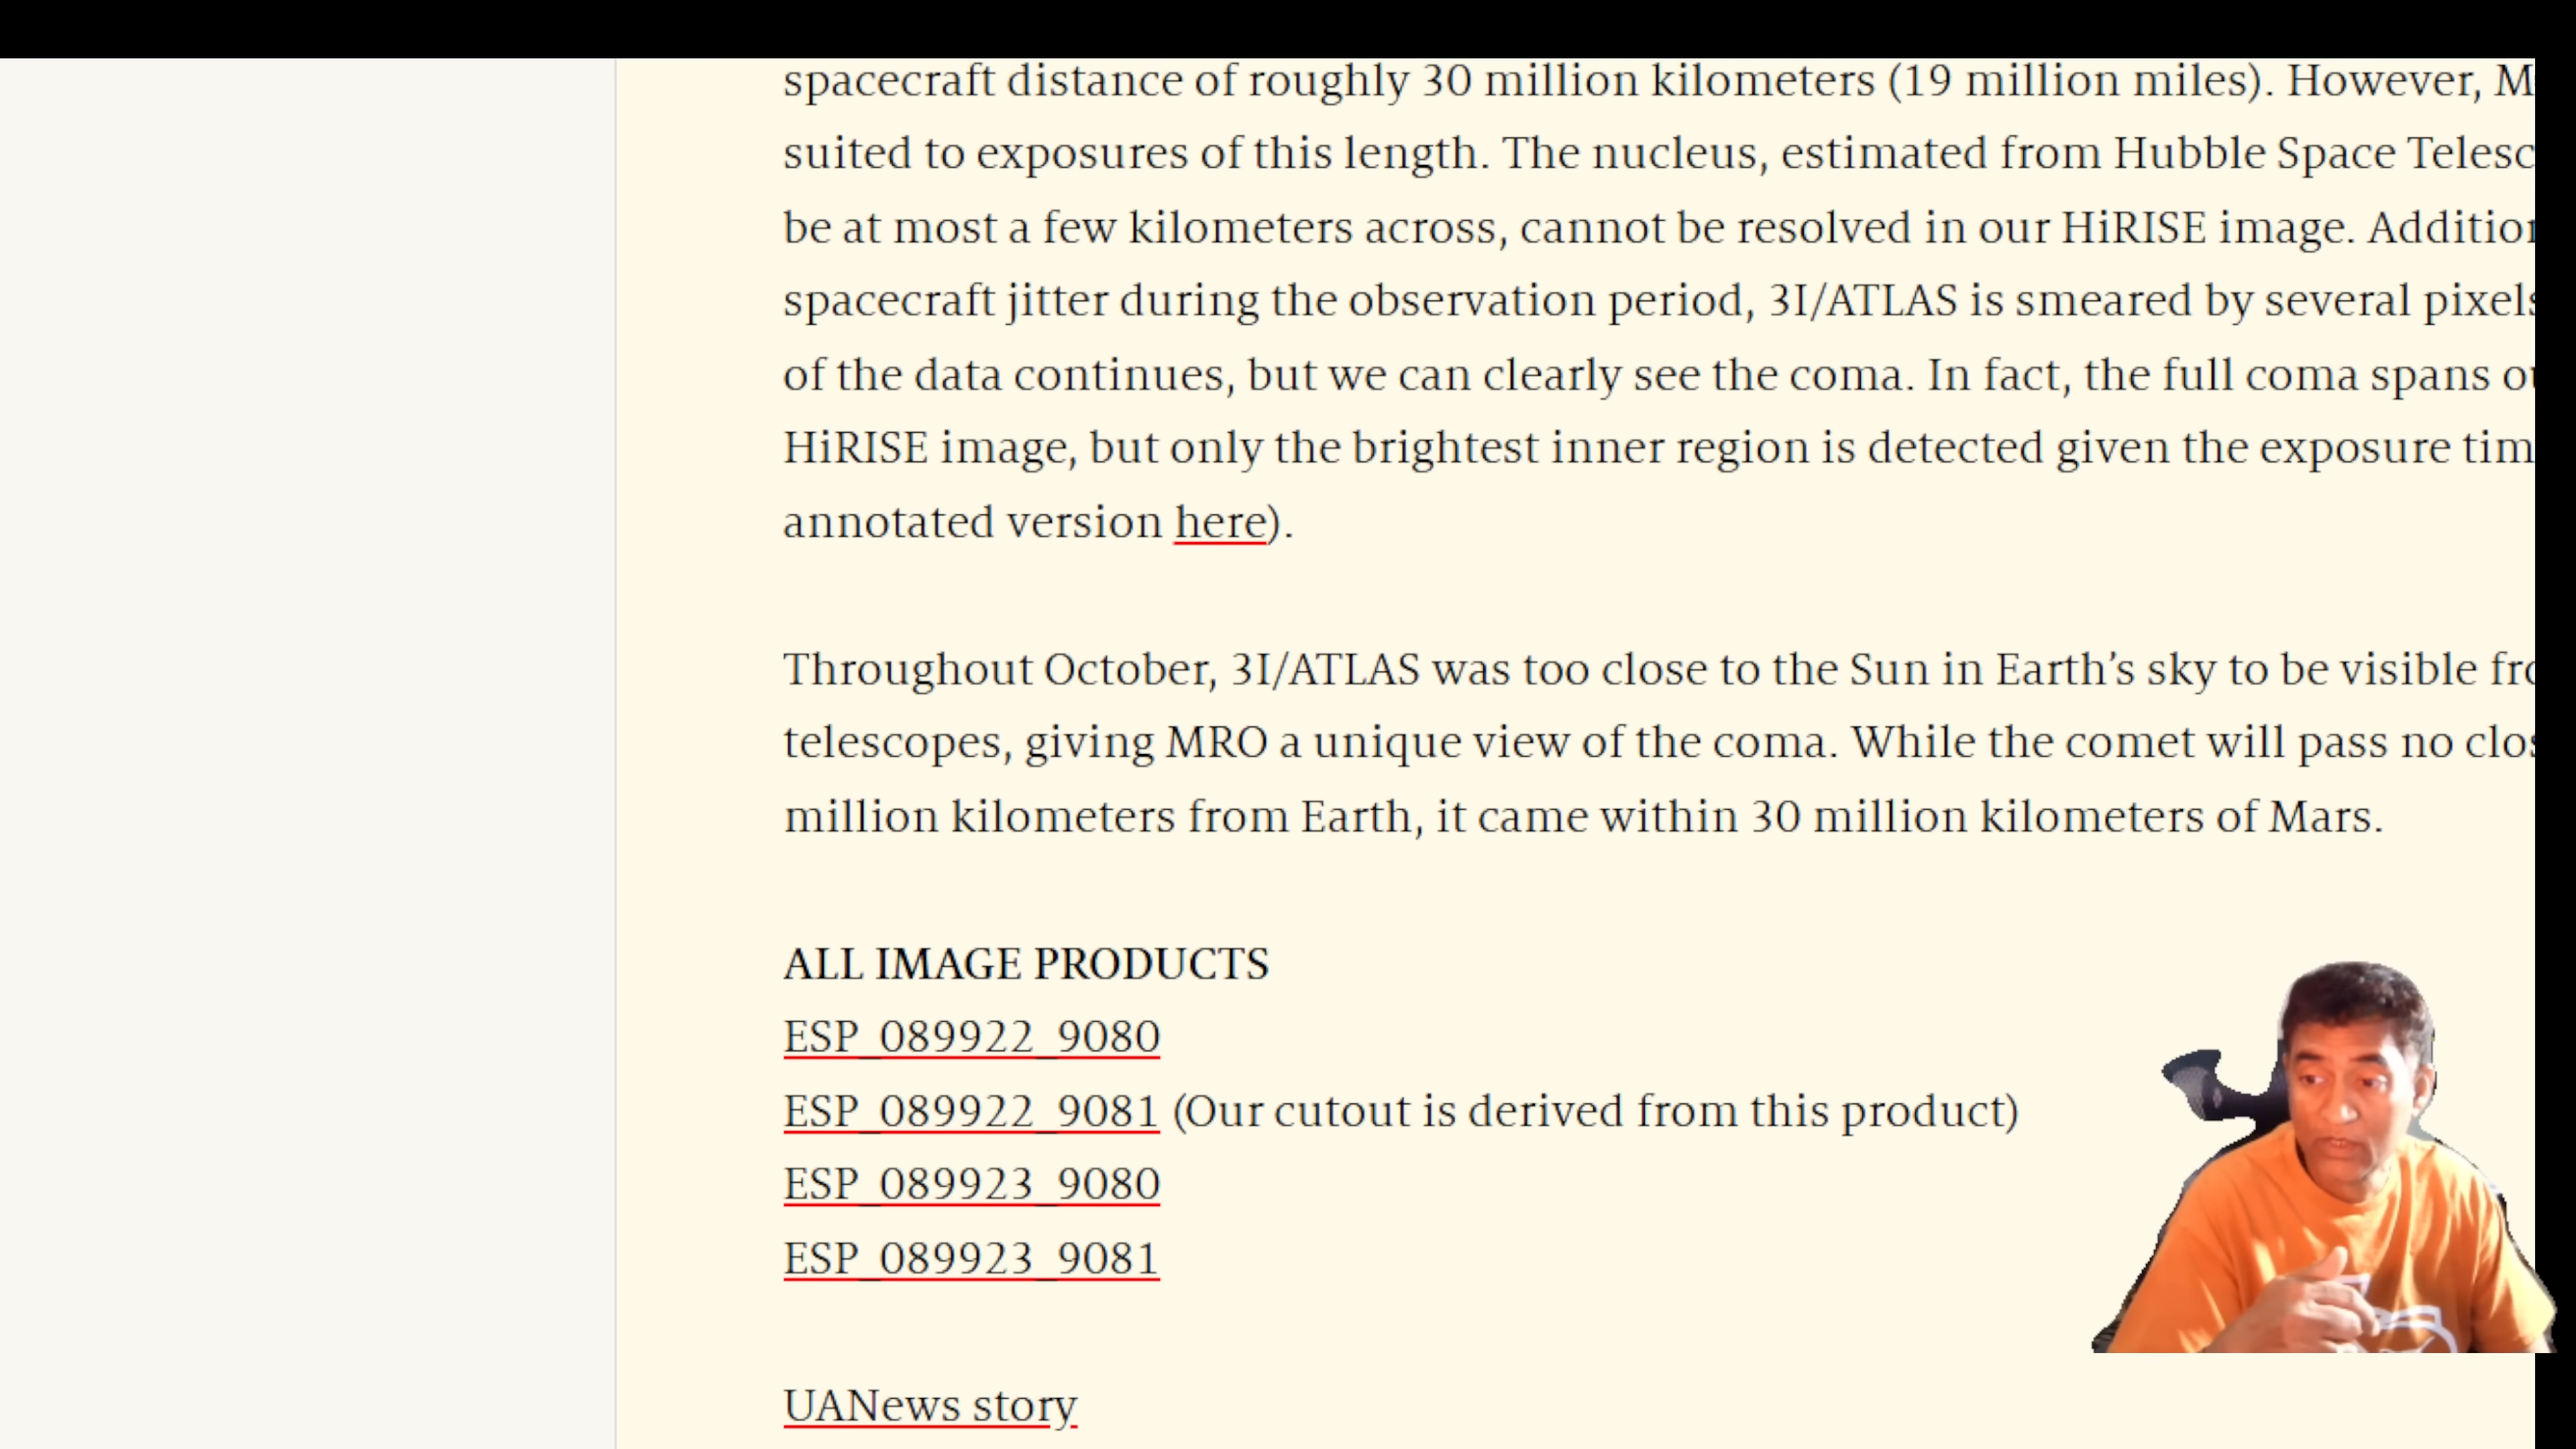 spacecraft distance of roughly 30 million kilometers (19 million miles). However, M
suited to exposures of this length. The nucleus, estimated from Hubble Space Telesc
be at most a few kilometers across, cannot be resolved in our HiRISE image. Addition
spacecraft jitter during the observation period, 3I/ATLAS is smeared by several pixels
of the data continues, but we can clearly see the coma. In fact, the full coma spans ou
HiRISE image, but only the brightest inner region is detected given the exposure tim
annotated version here).
Throughout October, 3I/ATLAS was too close to the Sun in Earth’s sky to be visible fro
telescopes, giving MRO a unique view of the coma. While the comet will pass no clos
million kilometers from Earth, it came within 30 million kilometers of Mars.
ALL IMAGE PRODUCTS
ESP_089922_9080
ESP_089922_9081 (Our cutout is derived from this product)
ESP_089923_9080
ESP_089923_9081
UANews story